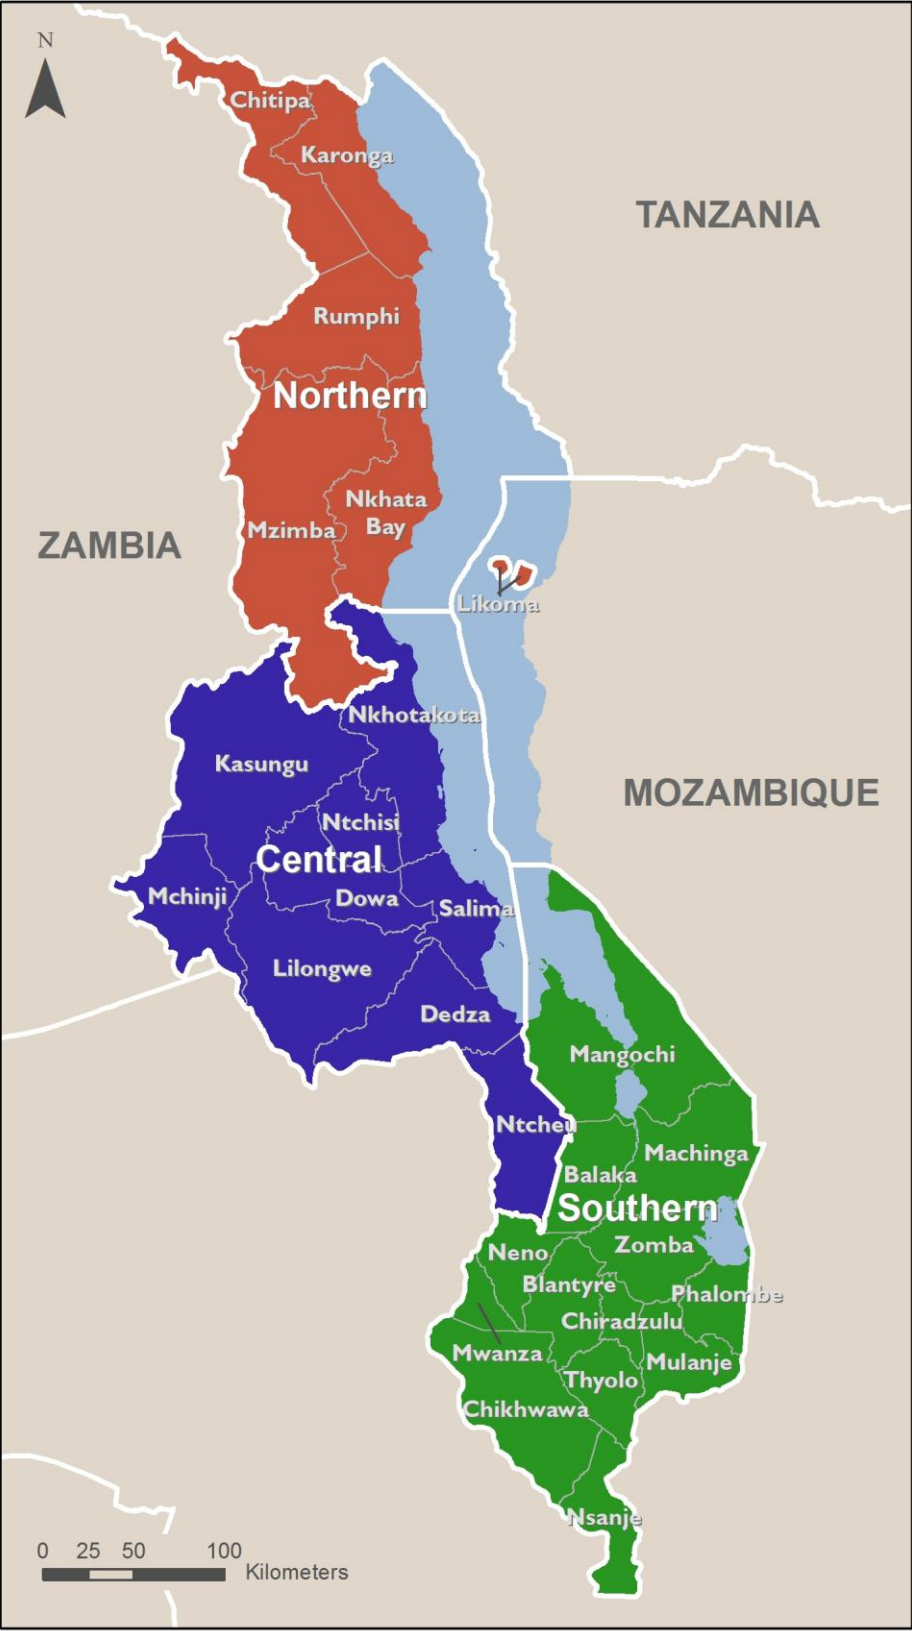 N
Chitipa
Karonga
TANZANIA
Rumphi
Northern
Nkhata
Bay
Mzimba
ZAMBIA
Likoma
Nkhotakota
Kasungu
MOZAMBIQUE
Ntchisi
Central
Mchinji
Dowa
Salima
Lilongwe
Dedza
Mangochi
Ntcheu
Machinga
Balaka
Southern
Zomba
Neno
Blantyre
Phalombe
Chiradzulu
Mwanza
Mulanje
Thyolo
Chikhwawa
Nsanje
0 25 50 100
Kilometers